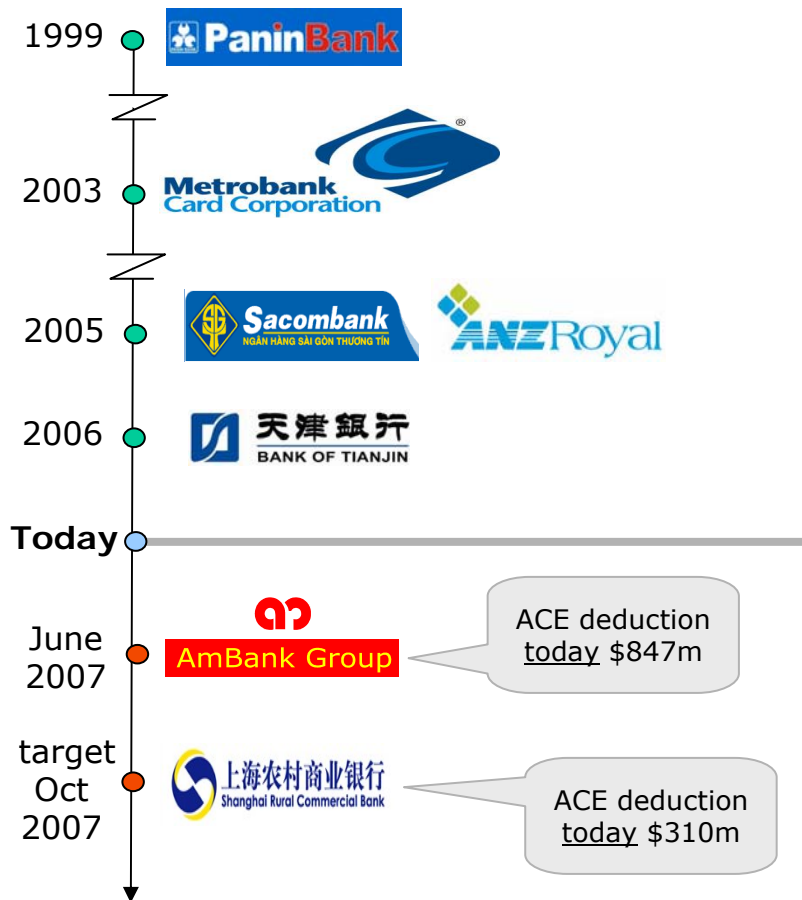 1999
PaninBank
®
2003
Metrobank
Card Corporation
2005
Sacombank
NGÂN HÀNG SÀI GÒN THƯƠNG TÍN
ANZRoyal
2006
天津銀行
BANK OF TIANJIN
Today
June
2007
AmBank Group
ACE deduction
today $847m
target
Oct
2007
上海农村商业银行
Shanghai Rural Commercial Bank
ACE deduction
today $310m